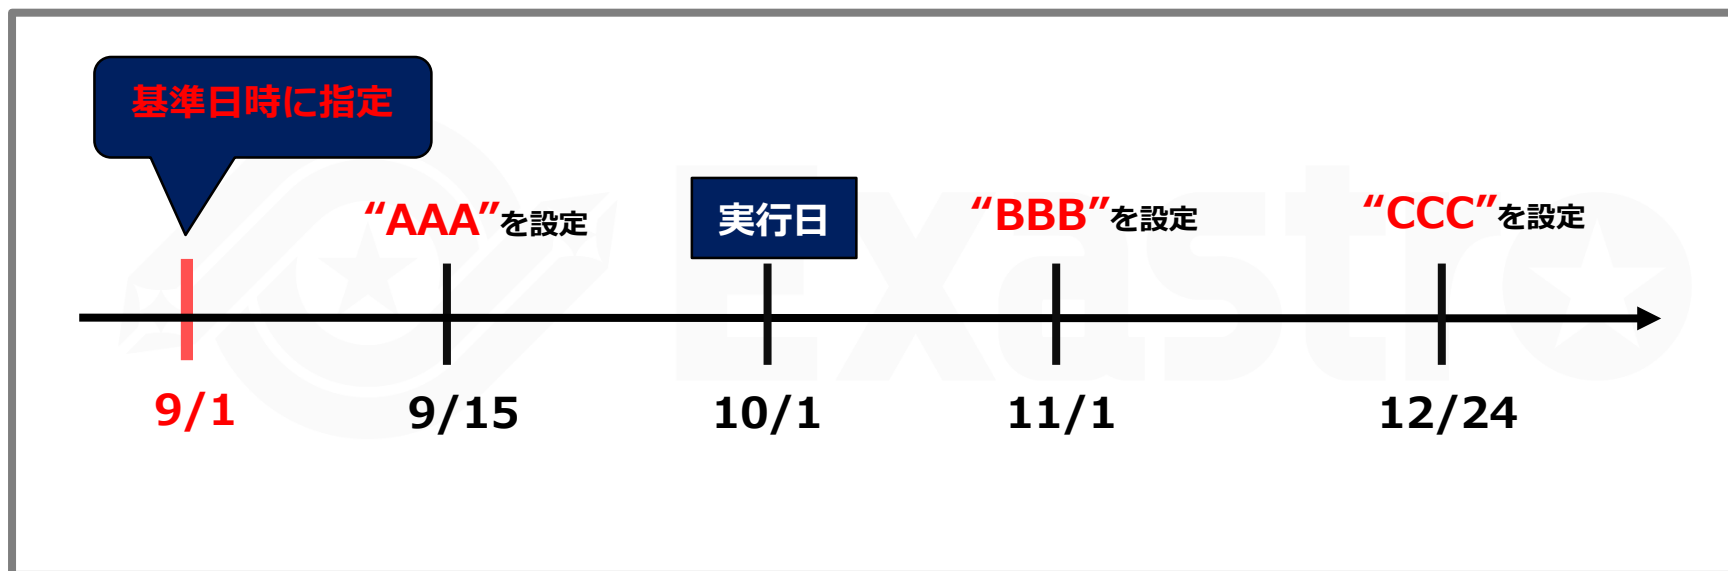 基準日時に指定
“AAA”を設定
実行日
“BBB”を設定
“CCC”を設定
9/1
9/15
10/1
11/1
12/24
Exastro